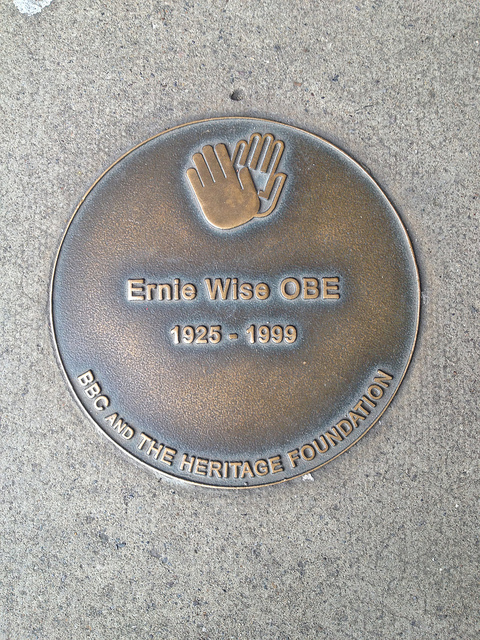 Ernie Wise OBE
1925 - 1999
BBC AND THE HERITAGE FOUNDATION